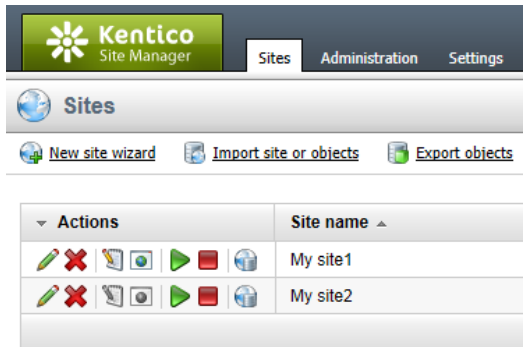 Kentico
Site Manager
Sites Administration Settings
Sites
New site wizard Import site or objects Export objects
Actions Site name
My site1
My site2